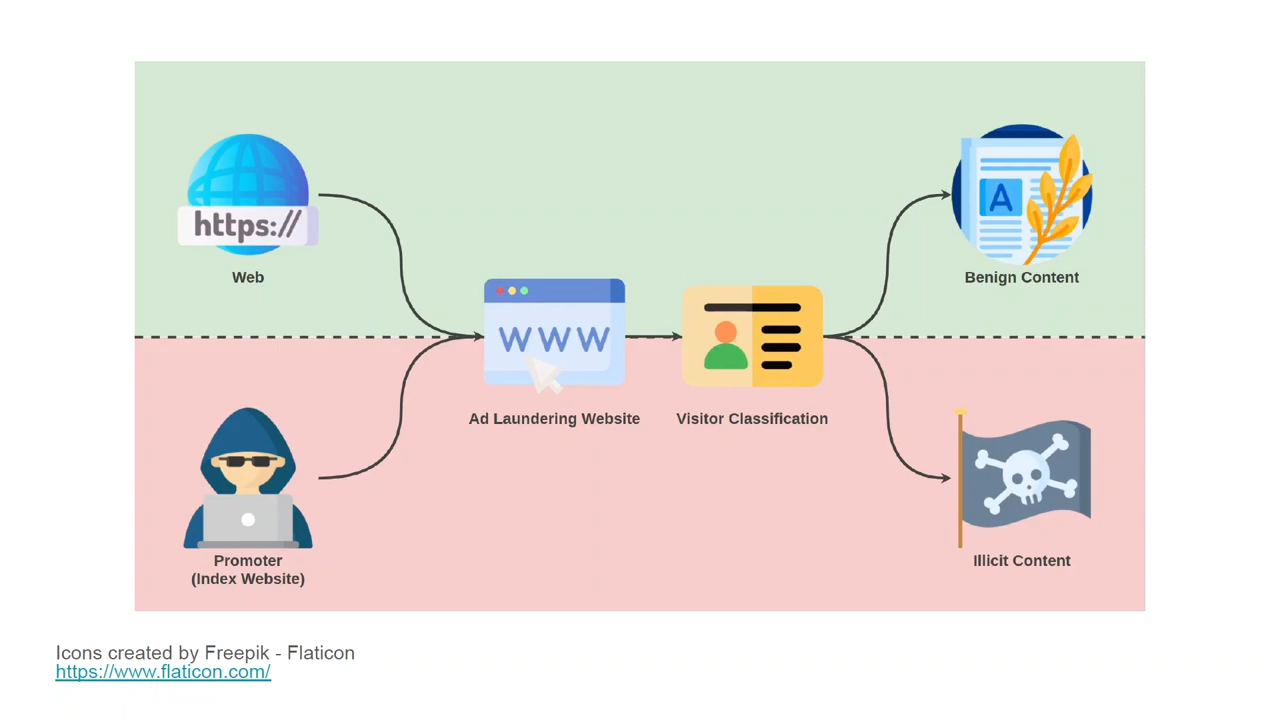 https://
Web
A
Benign Content
WWW
Ad Laundering Website
Visitor Classification
Promoter
(Index Website)
Illicit Content
Icons created by Freepik - Flaticon
https://www.flaticon.com/